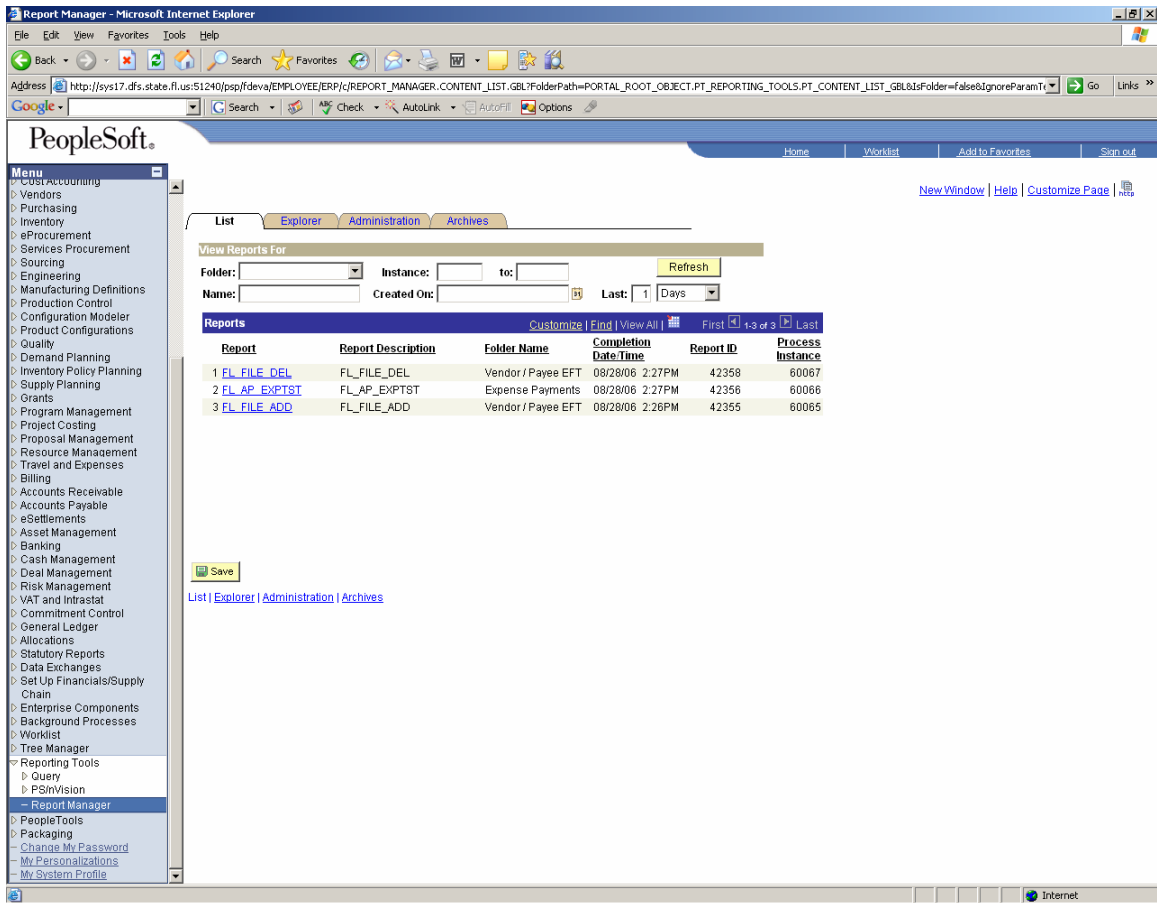 Report Manager - Microsoft Internet Explorer
File Edit View Favorites Tools Help
Back Search Favorites
Address http://sys17.dfs.state.fl.us:51240/psp/fdeva/EMPLOYEE/ERP/c/REPORT_MANAGER.CONTENT_LIST.GBL?FolderPath=PORTAL_ROOT_OBJECT.PT_REPORTING_TOOLS.PT_CONTENT_LIST_GBL&IsFolder=false&IgnoreParamTe Go Links »
Google Search Check AutoLink AutoFill Options
PeopleSoft.
Home Worklist Add to Favorites Sign out
New Window | Help | Customize Page | http
Menu
Cost Accounting
Vendors
Purchasing
Inventory
eProcurement
Services Procurement
Sourcing
Engineering
Manufacturing Definitions
Production Control
Configuration Modeler
Product Configurations
Quality
Demand Planning
Inventory Policy Planning
Supply Planning
Grants
Program Management
Project Costing
Proposal Management
Resource Management
Travel and Expenses
Billing
Accounts Receivable
Accounts Payable
eSettlements
Asset Management
Banking
Cash Management
Deal Management
Risk Management
VAT and Intrastat
Commitment Control
General Ledger
Allocations
Statutory Reports
Data Exchanges
Set Up Financials/Supply
Chain
Enterprise Components
Background Processes
Worklist
Tree Manager
Reporting Tools
Query
PS/nVision
Report Manager
PeopleTools
Packaging
Change My Password
My Personalizations
My System Profile
List Explorer Administration Archives
View Reports For
Folder: Instance: to: Refresh
Name: Created On: Last: 1 Days
Reports Customize | Find | View All | First 1-3 of 3 Last
Report Report Description Folder Name Completion Date/Time Report ID Process Instance
1 FL_FILE_DEL FL_FILE_DEL Vendor / Payee EFT 08/28/06 2:27PM 42358 60067
2 FL_AP_EXPTST FL_AP_EXPTST Expense Payments 08/28/06 2:27PM 42356 60066
3 FL_FILE_ADD FL_FILE_ADD Vendor / Payee EFT 08/28/06 2:26PM 42355 60065
Save
List | Explorer | Administration | Archives
Internet